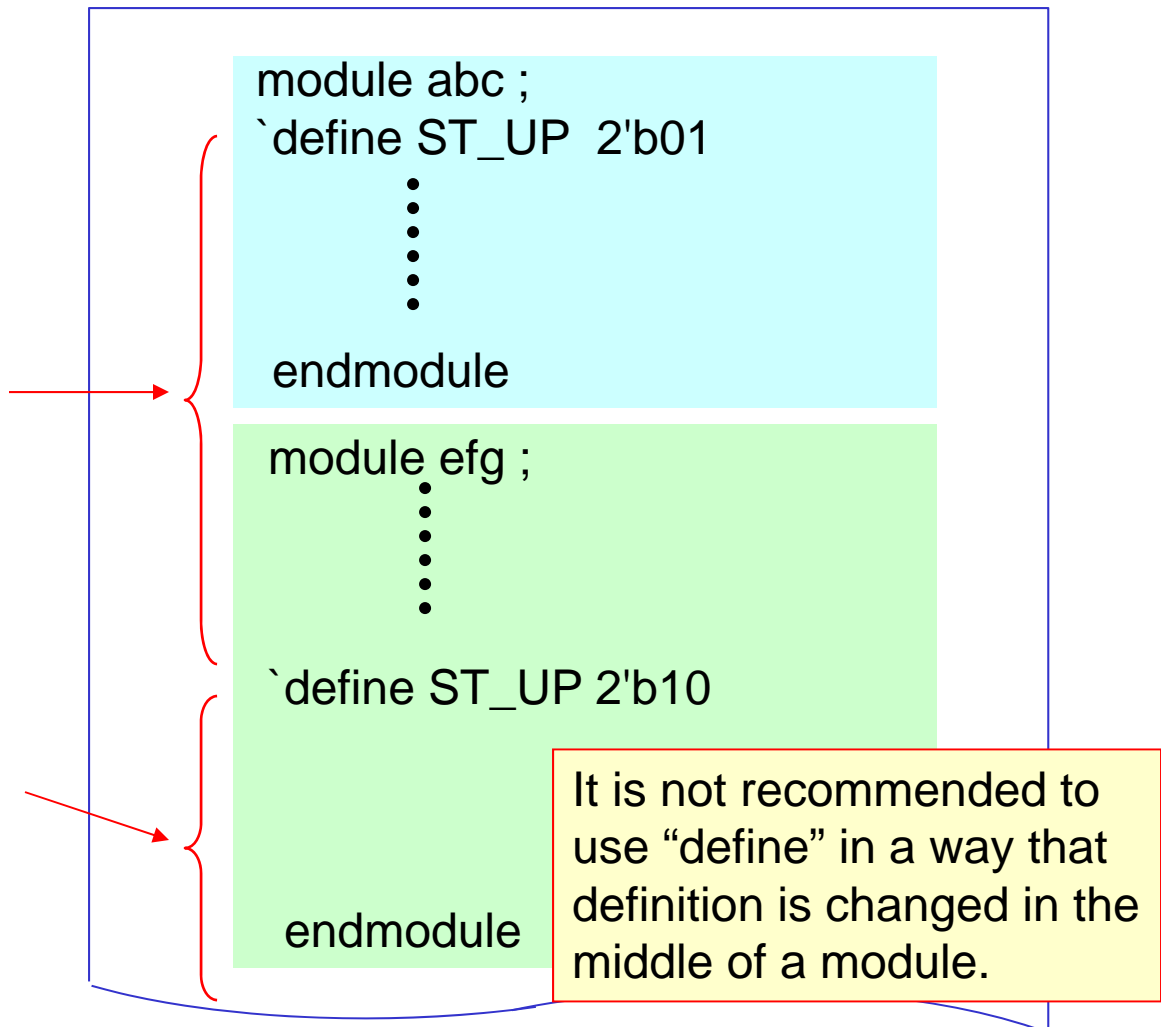 module abc ;
`define ST_UP 2'b01
endmodule
module efg ;
`define ST_UP 2'b10
endmodule
It is not recommended to
use “define” in a way that
definition is changed in the
middle of a module.